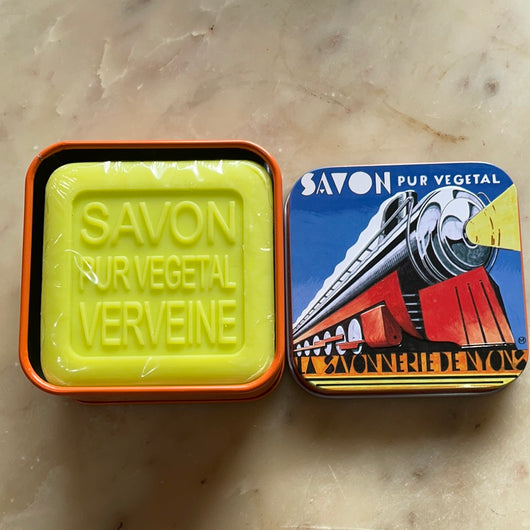 SAVON
PUR VEGETAL
VERVEINE
SAVON PUR VEGETAL
LA SAVONNERIE DE NYONS